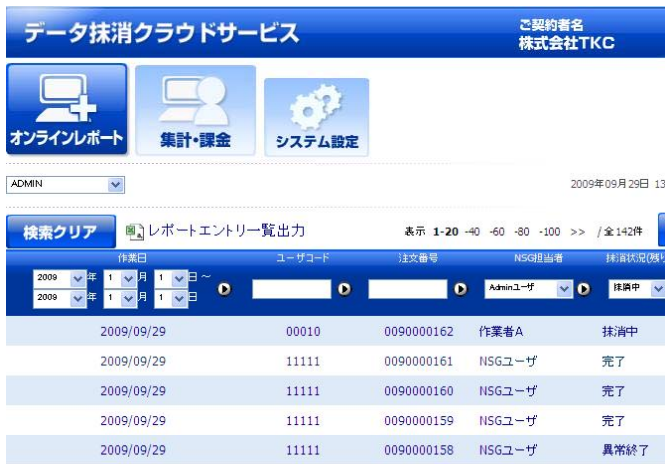 データ抹消クラウドサービス
ご契約者名
株式会社TKC
オンラインレポート
集計・課金
システム設定
ADMIN
2009年09月29日 13
検索クリア
レポートエントリ一覧出力
表示 1-20 -40 -60 -80 -100 >> /全142件
作業日 ユーザコード 注文番号 NSG担当者 抹消状況(残り
2009 年 1 月 1 日 ~
2009 年 1 月 1 日
Adminユーザ
抹消中
2009/09/29 00010 0090000162 作業者A 抹消中
2009/09/29 11111 0090000161 NSGユーザ 完了
2009/09/29 11111 0090000160 NSGユーザ 完了
2009/09/29 11111 0090000159 NSGユーザ 完了
2009/09/29 11111 0090000158 NSGユーザ 異常終了